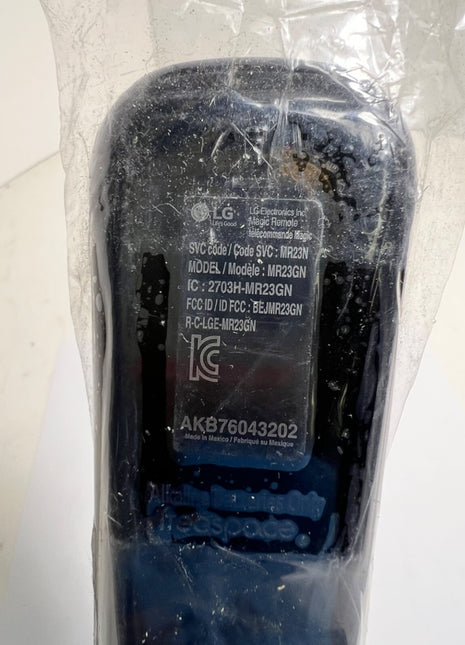 LG
Life's Good
LG Electronics Inc.
Magic Remote
télécommande Magic
SVC code / Code SVC : MR23N
MODEL / Modèle : MR23GN
IC : 2703H-MR23GN
FCC ID / ID FCC : BEJMR23GN
R-C-LGE-MR23GN
AKB76043202
Made in Mexico / Fabriqué au Mexique